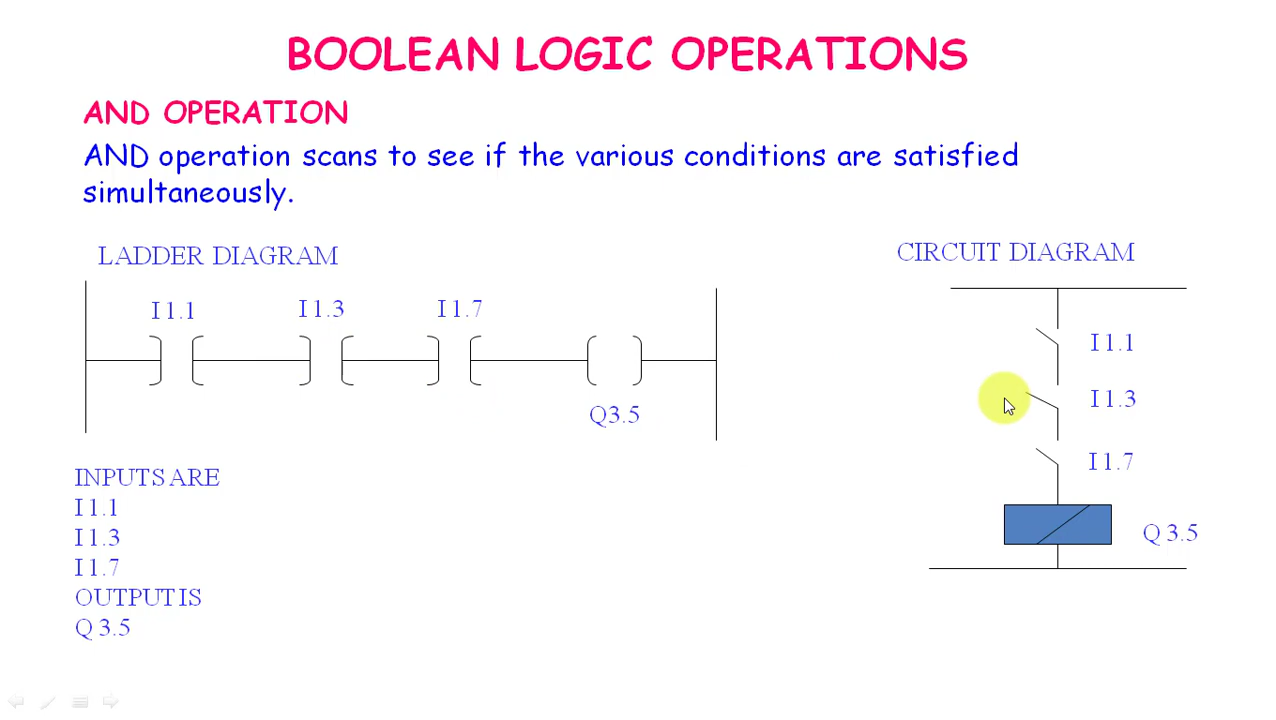 BOOLEAN LOGIC OPERATIONS
AND OPERATION
AND operation scans to see if the various conditions are satisfied
simultaneously.
LADDER DIAGRAM
I 1.1
I 1.3
I 1.7
Q3.5
INPUTS ARE
I 1.1
I 1.3
I 1.7
OUTPUT IS
Q 3.5
CIRCUIT DIAGRAM
I 1.1
I 1.3
I 1.7
Q 3.5